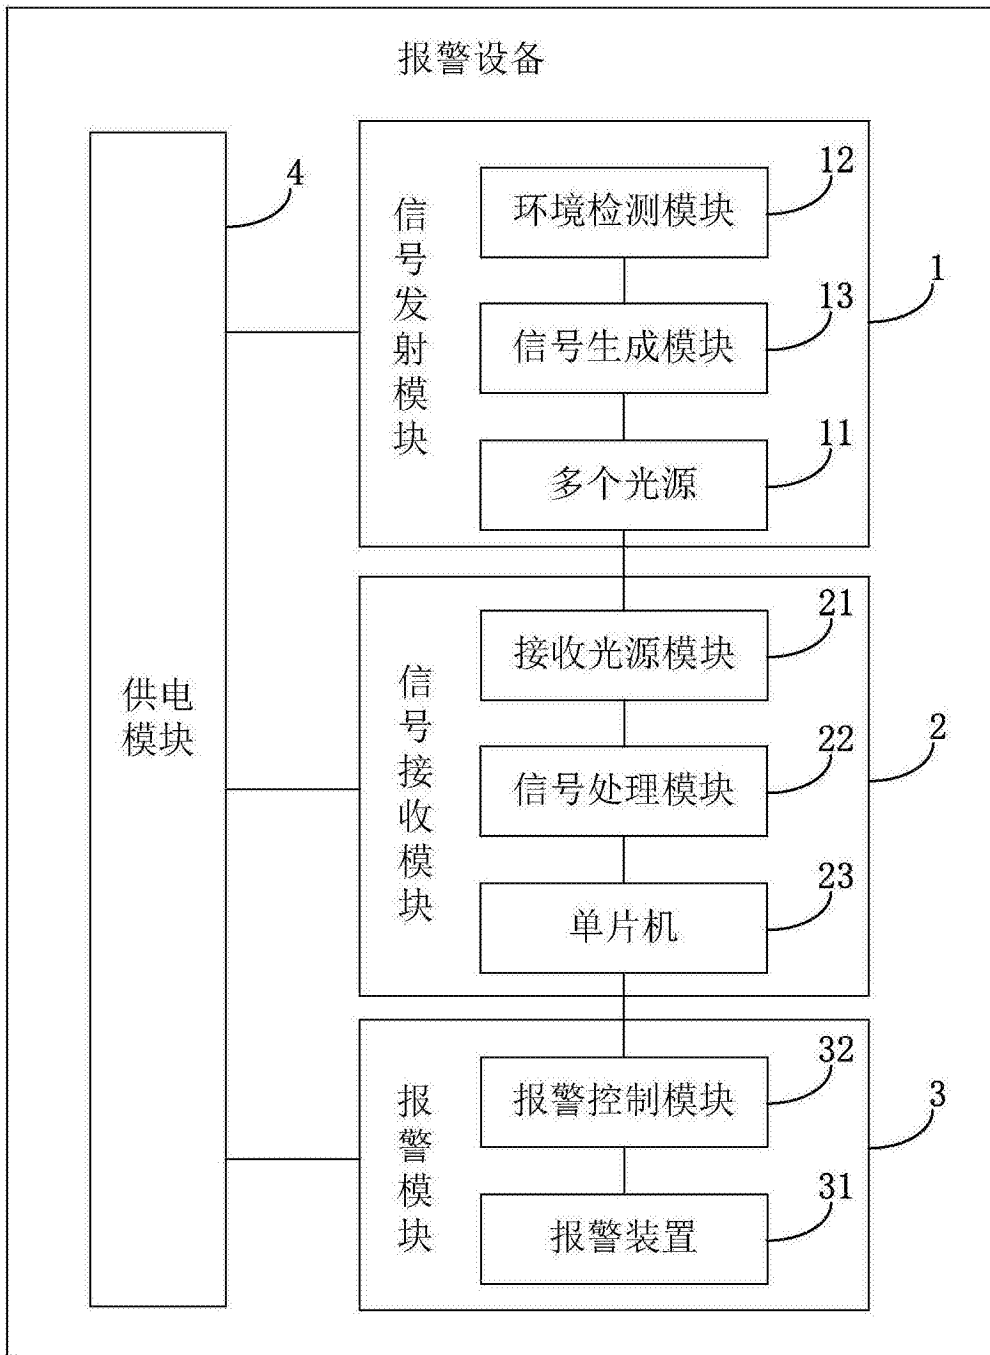 报警设备
4
供电
模块
信号发射模块
12
环境检测模块
1
13
信号生成模块
11
多个光源
信号接收模块
21
接收光源模块
2
22
信号处理模块
23
单片机
报警模块
32
报警控制模块
3
31
报警装置